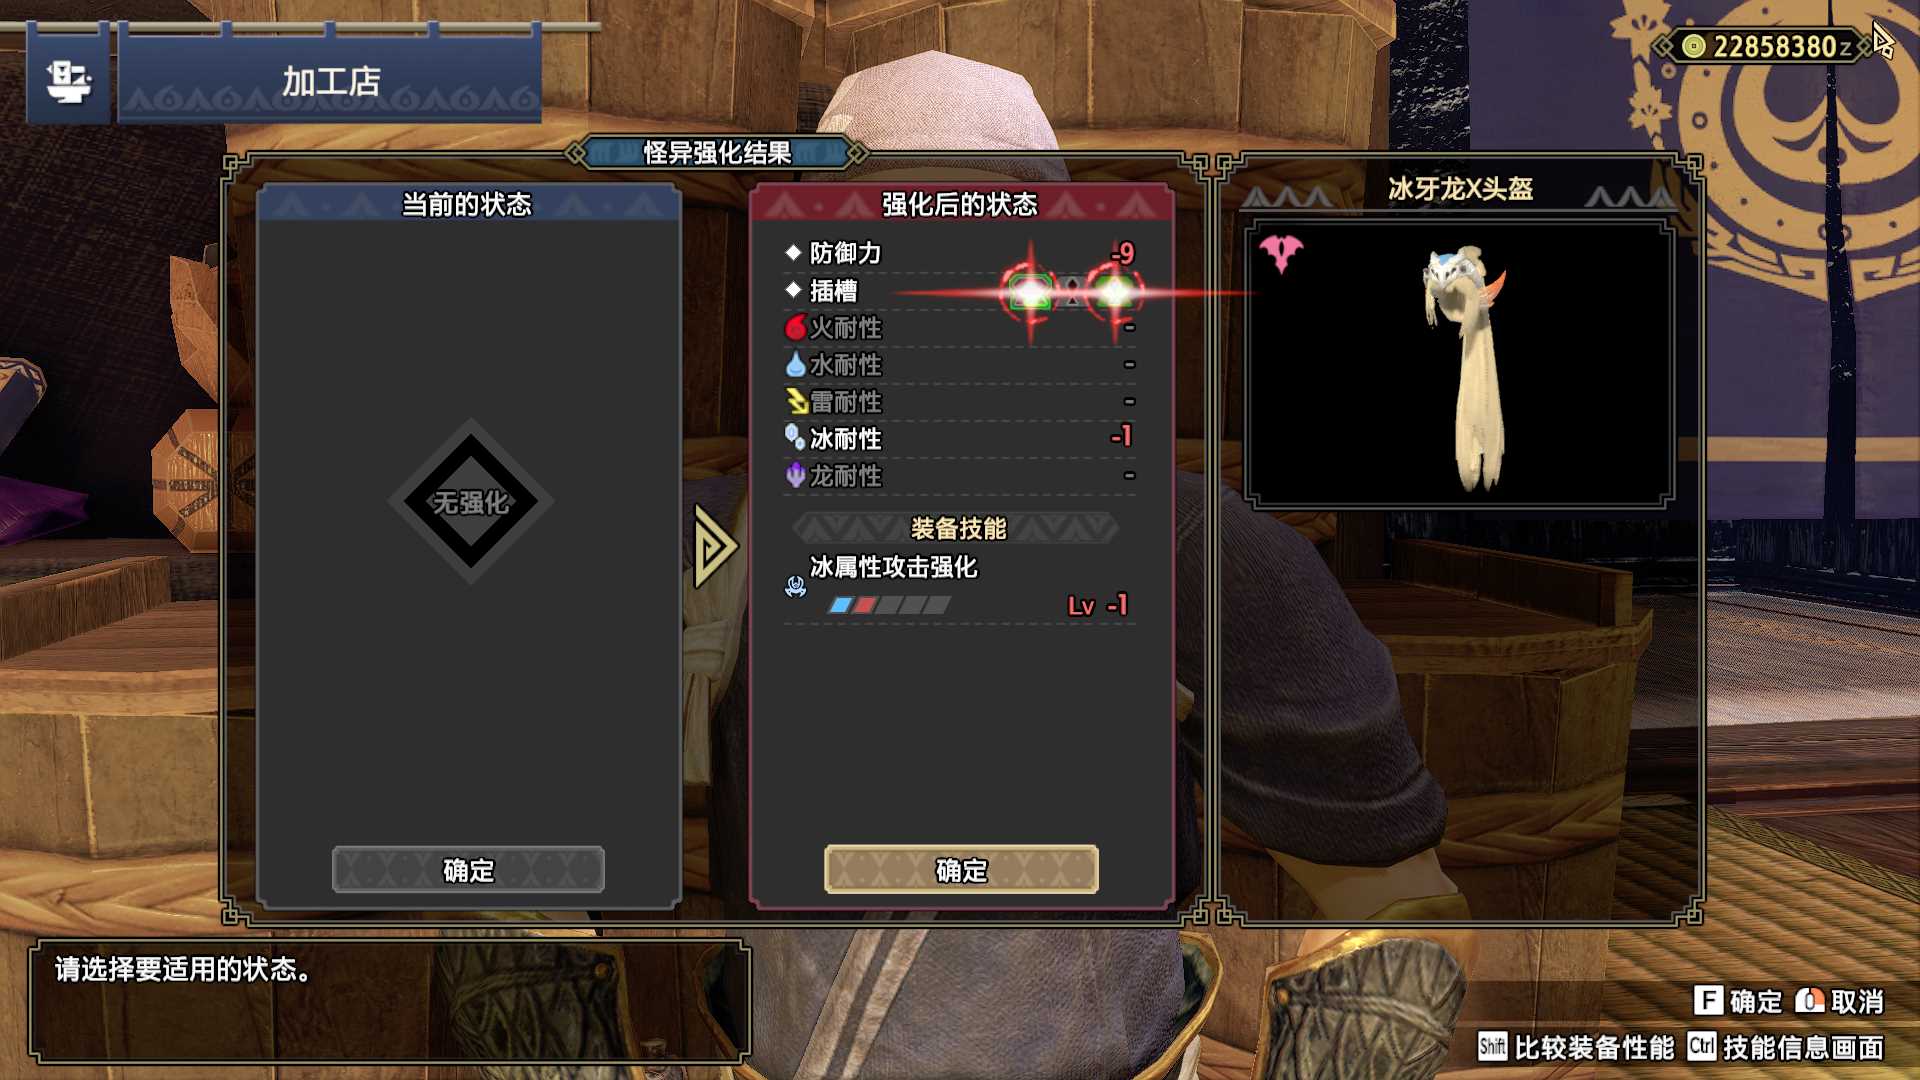 加工店
22858380z
怪异强化结果
当前的状态
无强化
确定
强化后的状态
防御力 -9
插槽
火耐性 -
水耐性 -
雷耐性 -
冰耐性 -1
龙耐性 -
装备技能
冰属性攻击强化
Lv -1
确定
冰牙龙X头盔
请选择要适用的状态。
F 确定 取消
Shift 比较装备性能 Ctrl 技能信息画面